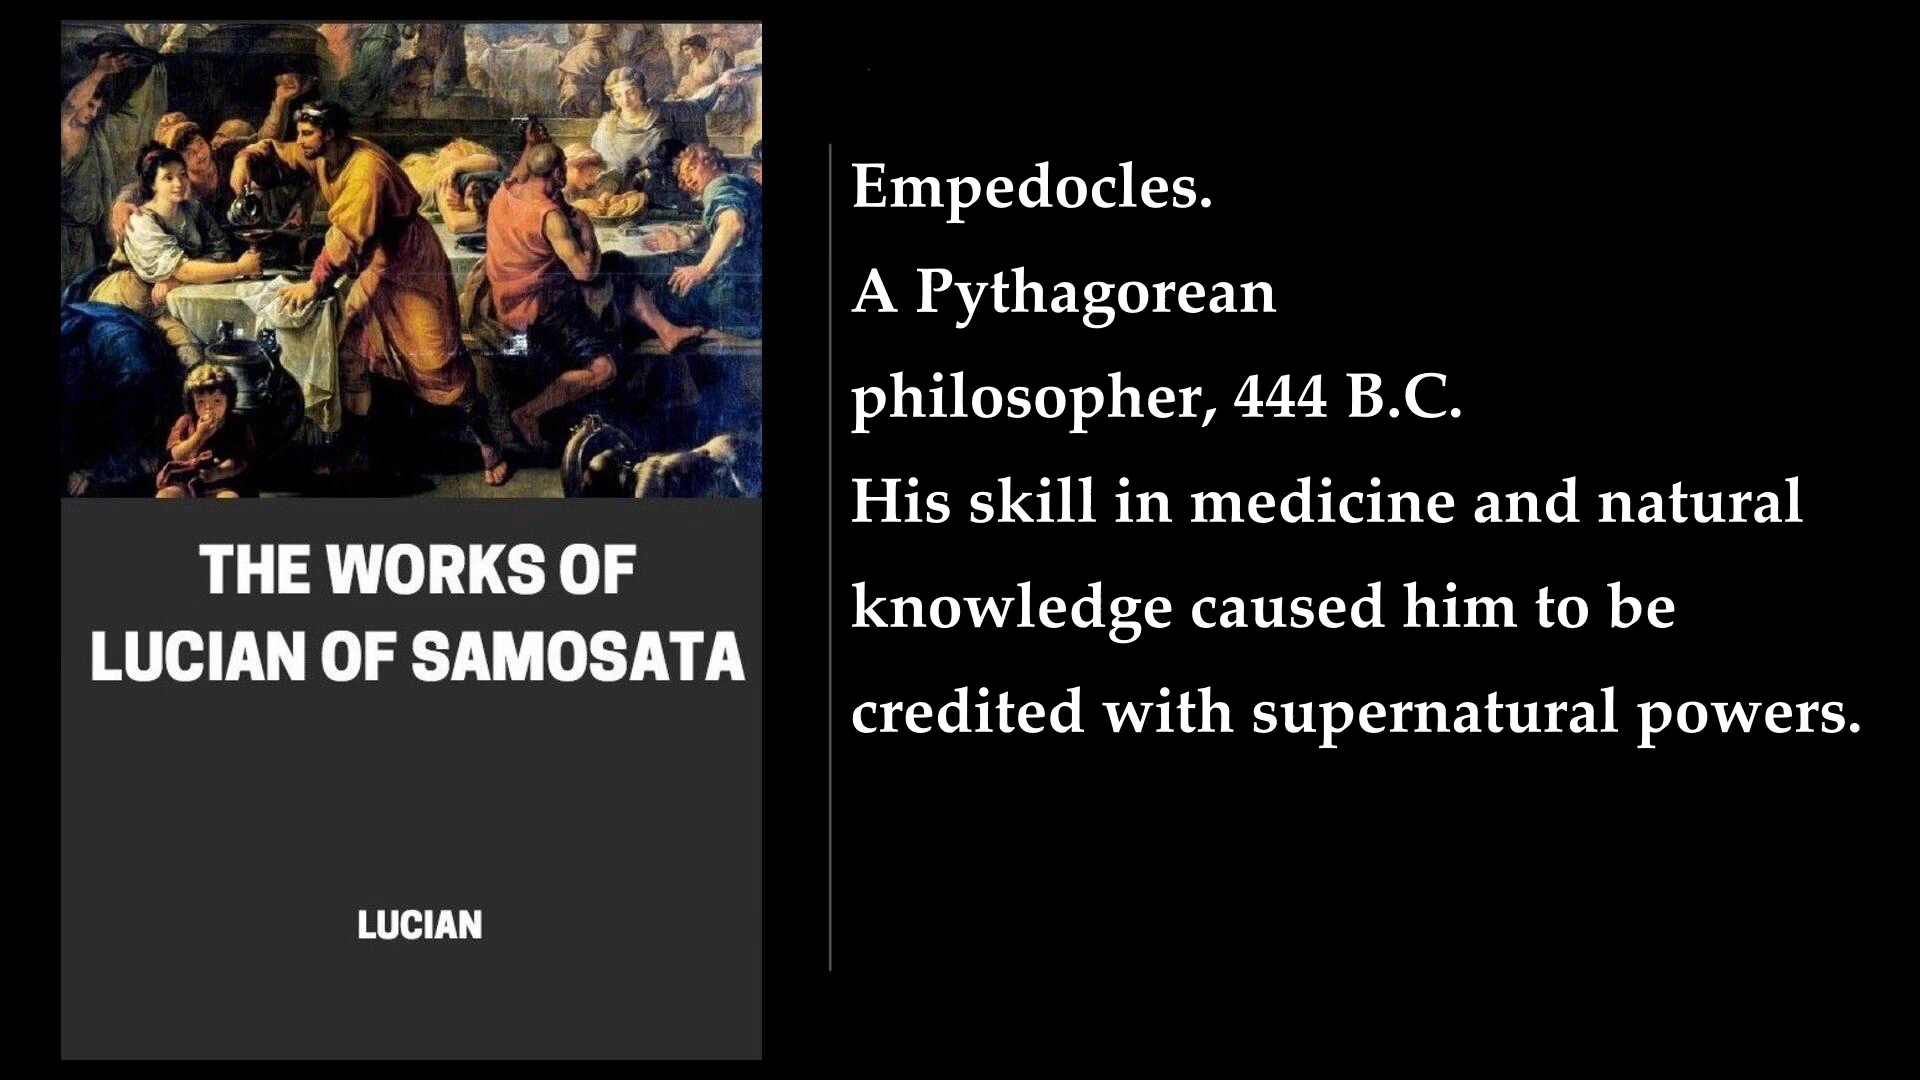 THE WORKS OF
LUCIAN OF SAMOSATA
LUCIAN
Empedocles.
A Pythagorean
philosopher, 444 B.C.
His skill in medicine and natural
knowledge caused him to be
credited with supernatural powers.